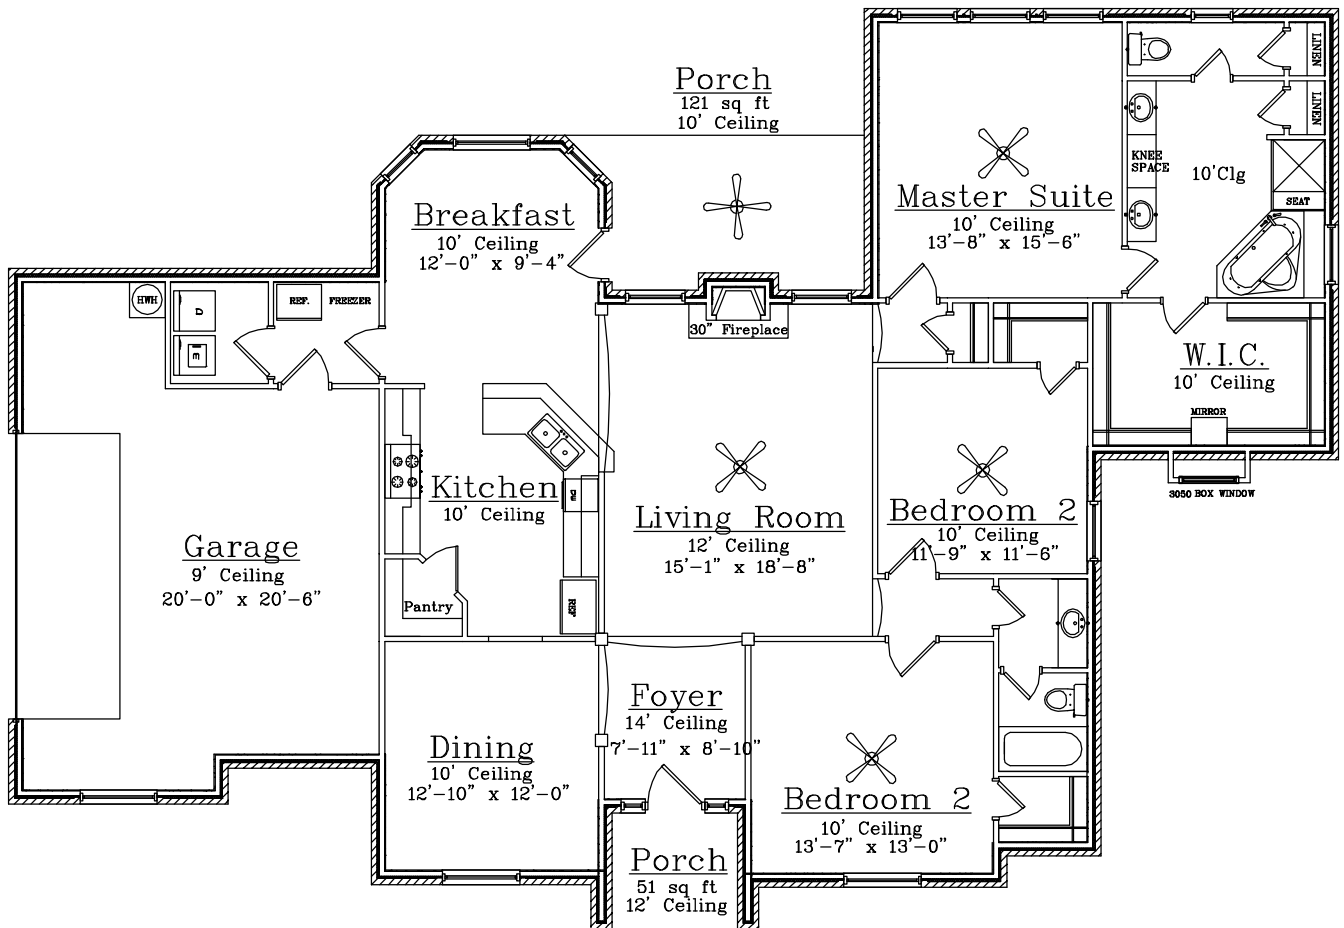 Porch
121 sq ft
10' Ceiling
LINEN
LINEN
KNEE
SPACE
10'Clg
SEAT
Master Suite
10' Ceiling
13'-8" x 15'-6"
Breakfast
10' Ceiling
12'-0" x 9'-4"
HWH
D
REF.
FREEZER
30" Fireplace
W.I.C.
10' Ceiling
MIRROR
3050 BOX WINDOW
Kitchen
10' Ceiling
DW
Living Room
12' Ceiling
15'-1" x 18'-8"
Bedroom 2
10' Ceiling
11'-9" x 11'-6"
Garage
9' Ceiling
20'-0" x 20'-6"
Pantry
REF
Foyer
14' Ceiling
7'-11" x 8'-10"
Dining
10' Ceiling
12'-10" x 12'-0"
Bedroom 2
10' Ceiling
13'-7" x 13'-0"
Porch
51 sq ft
12' Ceiling